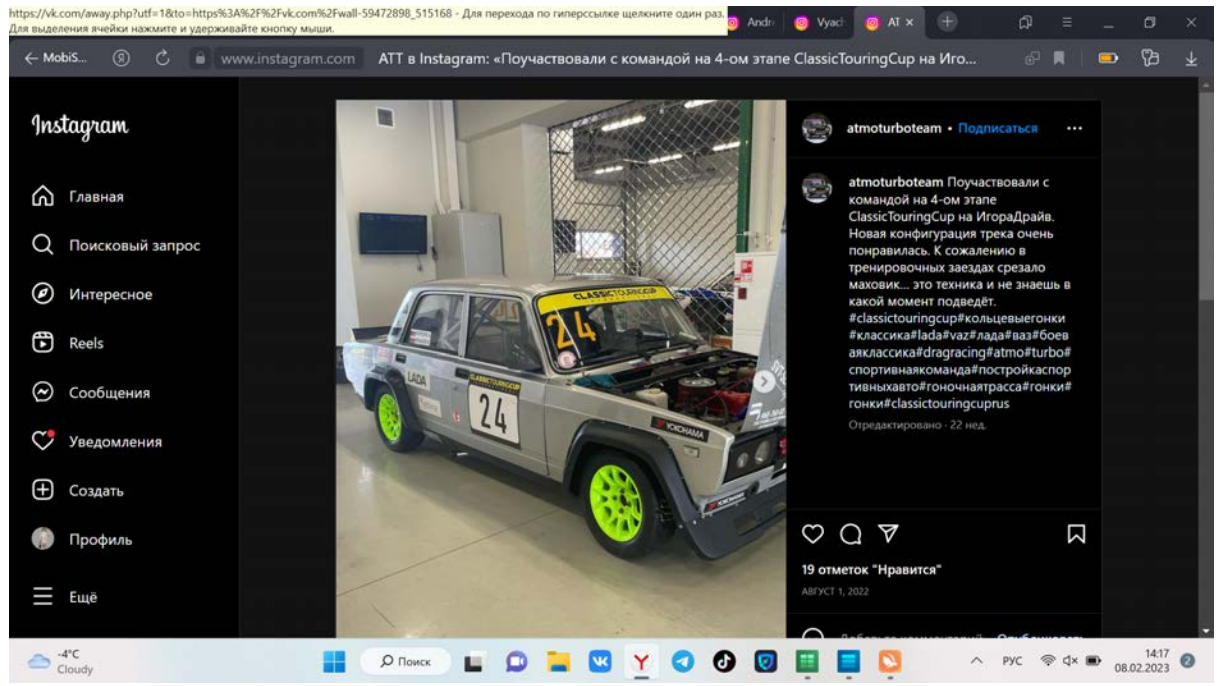 https://vk.com/away.php?utf=1&to=https%3A%2F%2Fvk.com%2Fwall-59472898_515168 - Для перехода по гиперссылке щелкните один раз.
Для выделения ячейки нажмите и удерживайте кнопку мыши.
Andr
Vyach
AT
MobiS...
www.instagram.com
АТТ в Instagram: «Поучаствовали с командой на 4-ом этапе ClassicTouringCup на Иго...
Instagram
Главная
Поисковый запрос
Интересное
Reels
Сообщения
Уведомления
Создать
Профиль
Ещё
CLASSICTOURINGCUP
24
LADA
CLASSICTOURINGCUP
24
YOKOHAMA
YOKOHAMA
atmoturboteam • Подписаться
atmoturboteam Поучаствовали с
командой на 4-ом этапе
ClassicTouringCup на ИгораДрайв.
Новая конфигурация трека очень
понравилась. К сожалению в
тренировочных заездах срезало
маховик... это техника и не знаешь в
какой момент подведёт.
#classictouringcup#кольцевыегонки
#классика#lada#vaz#лада#ваз#боев
аяклассика#dragracing#atmo#turbo#
спортивнаякоманда#постройкаспор
тивныхавто#гоночнаятрасса#гонки#
гонки#classictouringcuprus
Отредактировано · 22 нед.
19 отметок "Нравится"
АВГУСТ 1, 2022
-4°C
Cloudy
Поиск
РУС
14:17
08.02.2023
2